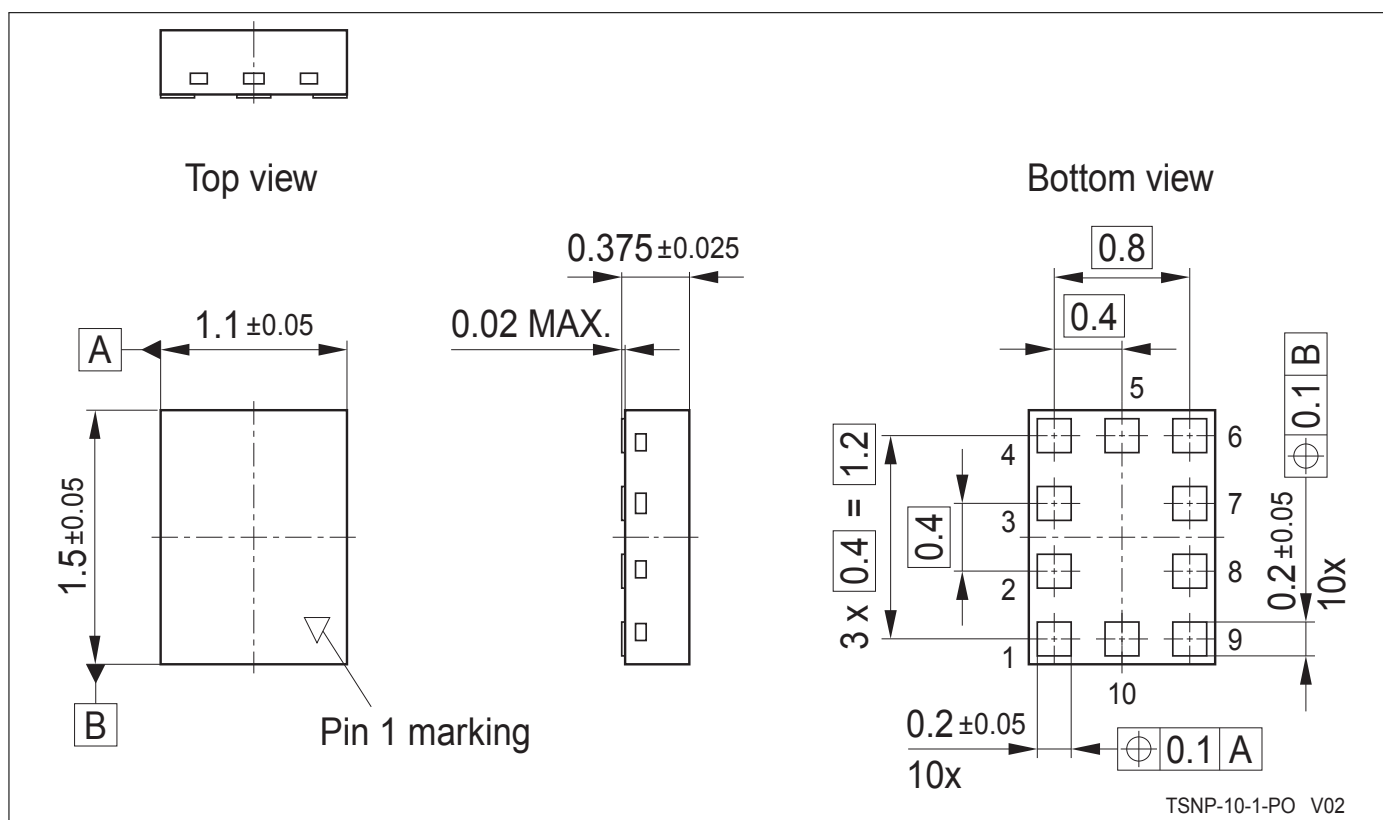 Top view
Bottom view
0.375 ±0.025
0.8
0.02 MAX.
1.1 ±0.05
0.4
A
5
4
6
3
7
2
8
1
9
10
1.5 ±0.05
3 x 0.4 = 1.2
0.4
0.1 B
0.2 ±0.05
10x
B
Pin 1 marking
0.2 ±0.05
10x
0.1 A
TSNP-10-1-PO V02